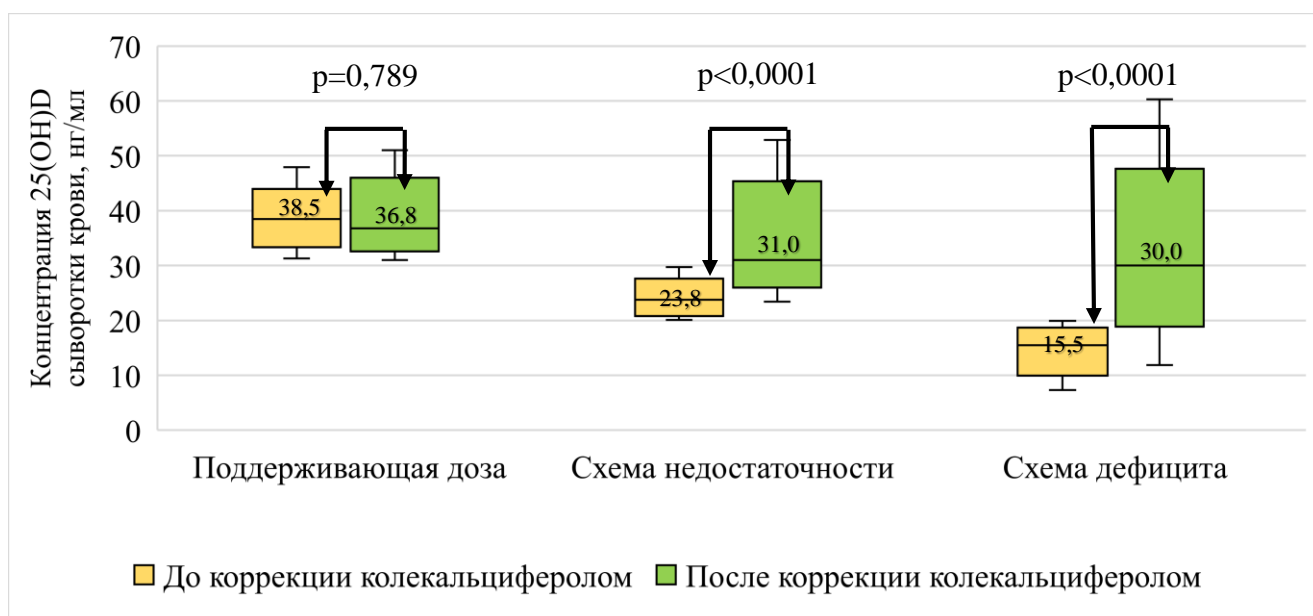 Концентрация 25(OH)D
сыворотки крови, нг/мл
70
60
50
40
30
20
10
0
p=0,789
p<0,0001
p<0,0001
38,5
36,8
23,8
31,0
15,5
30,0
Поддерживающая доза
Схема недостаточности
Схема дефицита
До коррекции колекальциферолом
После коррекции колекальциферолом